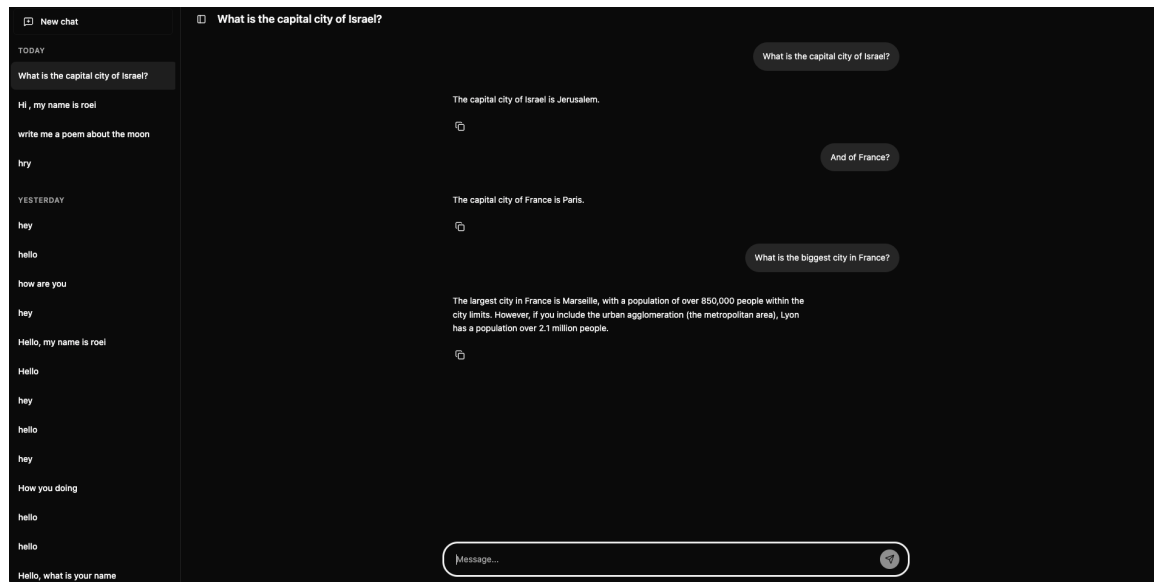 New chat
TODAY
What is the capital city of Israel?
Hi , my name is roei
write me a poem about the moon
hry
YESTERDAY
hey
hello
how are you
hey
Hello, my name is roei
Hello
hey
hello
hey
How you doing
hello
hello
Hello, what is your name
What is the capital city of Israel?
What is the capital city of Israel?
The capital city of Israel is Jerusalem.
And of France?
The capital city of France is Paris.
What is the biggest city in France?
The largest city in France is Marseille, with a population of over 850,000 people within the
city limits. However, if you include the urban agglomeration (the metropolitan area), Lyon
has a population over 2.1 million people.
Message...